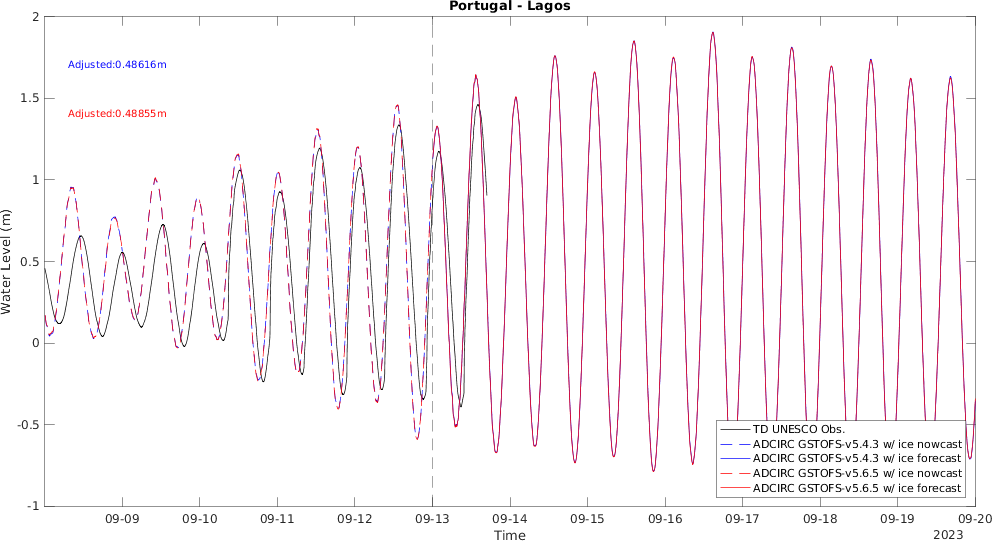 Portugal - Lagos
2
1.5
1
0.5
0
-0.5
-1
Water Level (m)
Adjusted:0.48616m
Adjusted:0.48855m
TD UNESCO Obs.
ADCIRC GSTOFS-v5.4.3 w/ ice nowcast
ADCIRC GSTOFS-v5.4.3 w/ ice forecast
ADCIRC GSTOFS-v5.6.5 w/ ice nowcast
ADCIRC GSTOFS-v5.6.5 w/ ice forecast
09-09 09-10 09-11 09-12 09-13 09-14 09-15 09-16 09-17 09-18 09-19 09-20
Time
2023